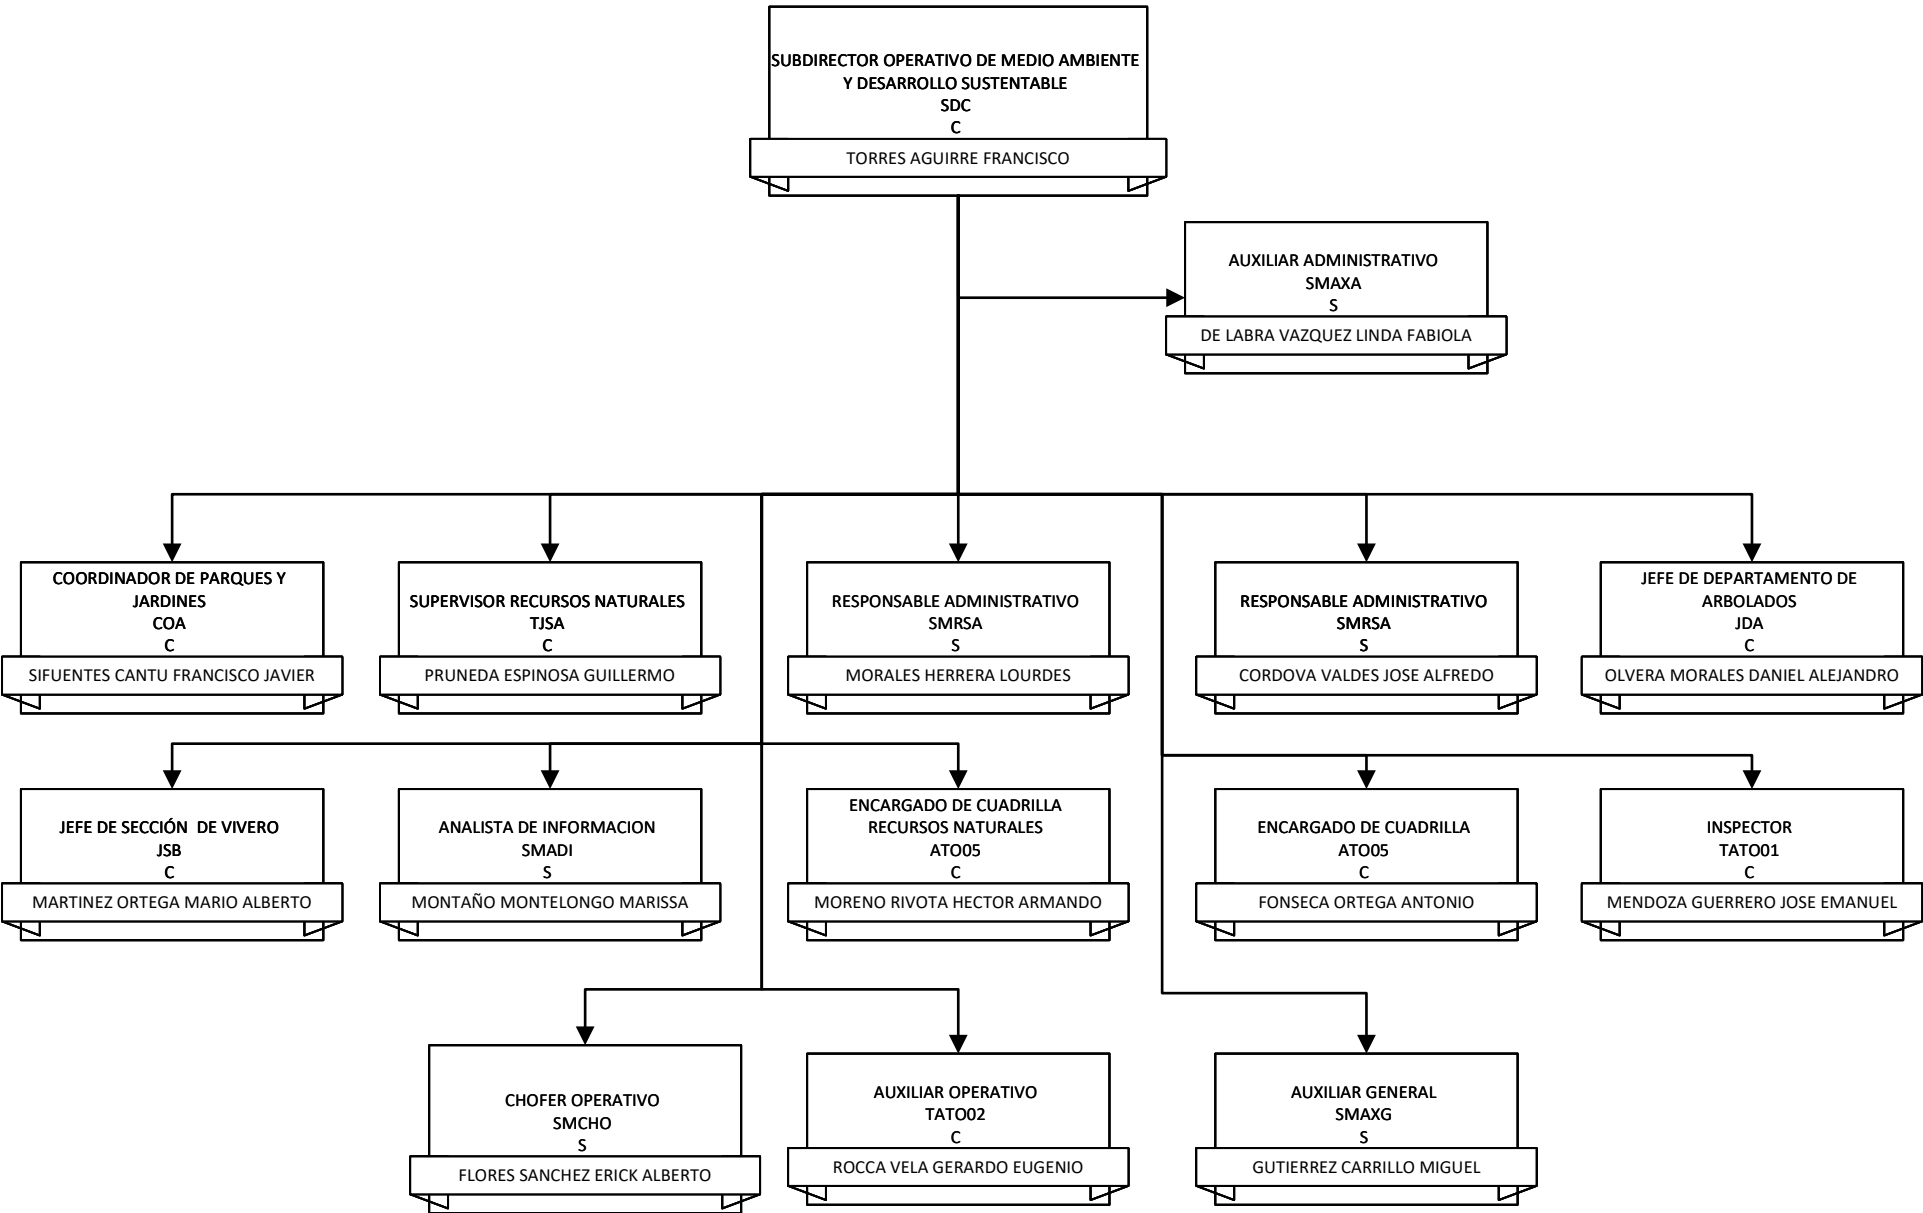 SUBDIRECTOR OPERATIVO DE MEDIO AMBIENTE
Y DESARROLLO SUSTENTABLE
SDC
C
TORRES AGUIRRE FRANCISCO
AUXILIAR ADMINISTRATIVO
SMAXA
S
DE LABRA VAZQUEZ LINDA FABIOLA
COORDINADOR DE PARQUES Y
JARDINES
COA
C
SIFUENTES CANTU FRANCISCO JAVIER
SUPERVISOR RECURSOS NATURALES
TJSA
C
PRUNEDA ESPINOSA GUILLERMO
RESPONSABLE ADMINISTRATIVO
SMRSA
S
MORALES HERRERA LOURDES
RESPONSABLE ADMINISTRATIVO
SMRSA
S
CORDOVA VALDES JOSE ALFREDO
JEFE DE DEPARTAMENTO DE
ARBOLADOS
JDA
C
OLVERA MORALES DANIEL ALEJANDRO
JEFE DE SECCIÓN  DE VIVERO
JSB
C
MARTINEZ ORTEGA MARIO ALBERTO
ANALISTA DE INFORMACION
SMADI
S
MONTAÑO MONTELONGO MARISSA
ENCARGADO DE CUADRILLA
RECURSOS NATURALES
ATO05
C
MORENO RIVOTA HECTOR ARMANDO
ENCARGADO DE CUADRILLA
ATO05
C
FONSECA ORTEGA ANTONIO
INSPECTOR
TATO01
C
MENDOZA GUERRERO JOSE EMANUEL
CHOFER OPERATIVO
SMCHO
S
FLORES SANCHEZ ERICK ALBERTO
AUXILIAR OPERATIVO
TATO02
C
ROCCA VELA GERARDO EUGENIO
AUXILIAR GENERAL
SMAXG
S
GUTIERREZ CARRILLO MIGUEL